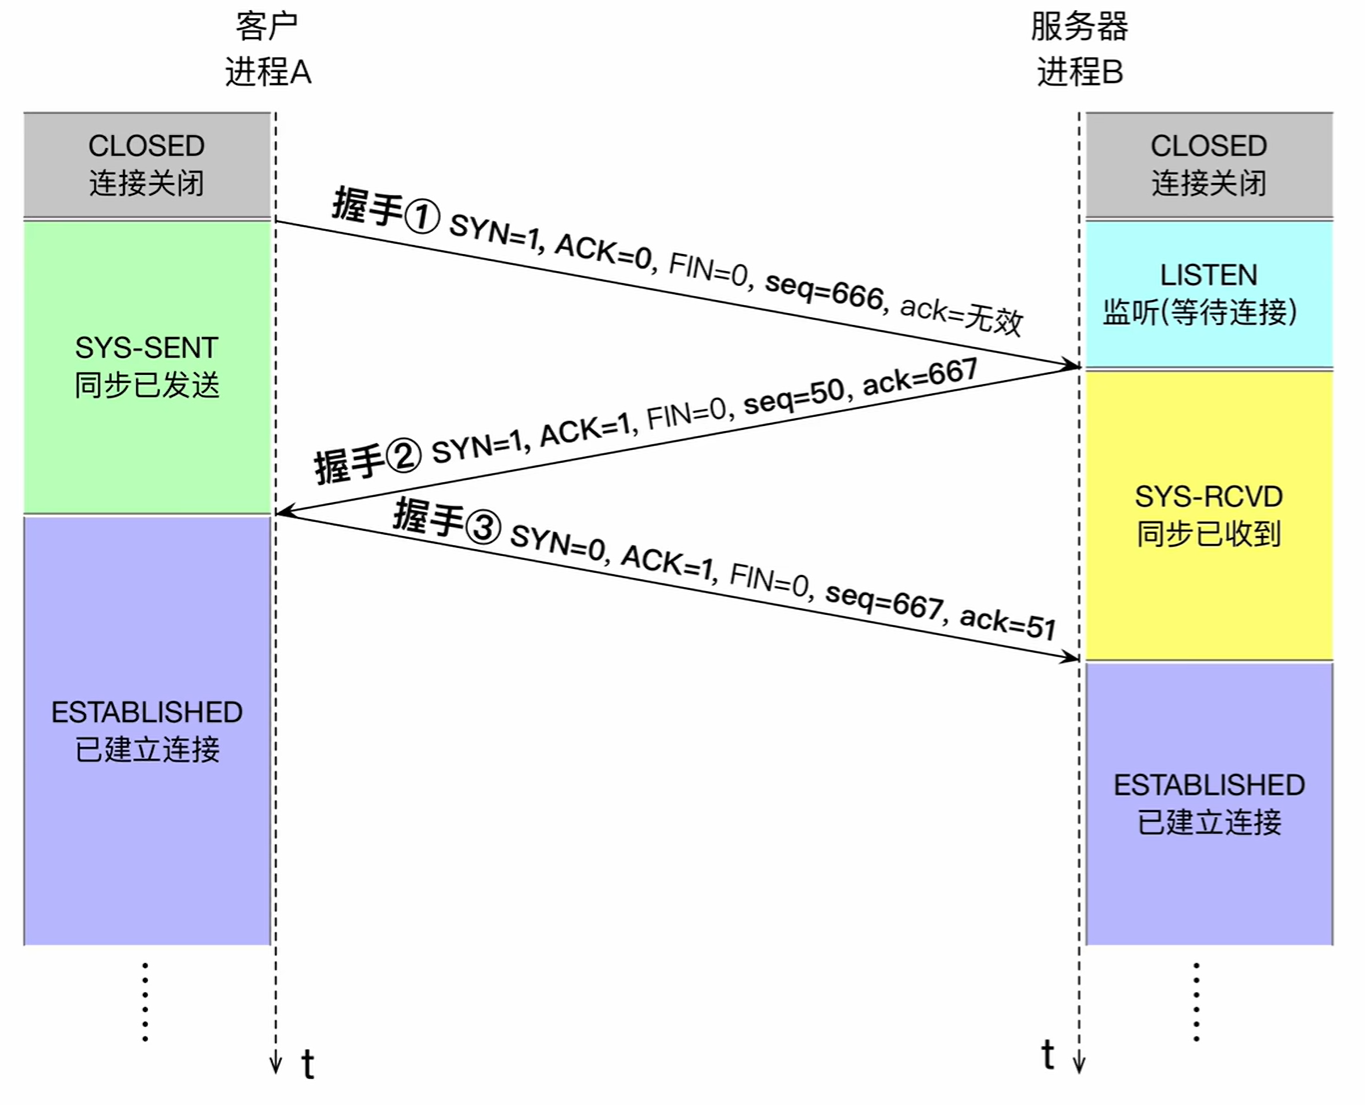 客户
进程A
服务器
进程B
CLOSED
连接关闭
CLOSED
连接关闭
握手① SYN=1, ACK=0, FIN=0, seq=666, ack=无效
LISTEN
监听(等待连接)
SYS-SENT
同步已发送
握手② SYN=1, ACK=1, FIN=0, seq=50, ack=667
握手③ SYN=0, ACK=1, FIN=0, seq=667, ack=51
SYS-RCVD
同步已收到
ESTABLISHED
已建立连接
ESTABLISHED
已建立连接
t
t